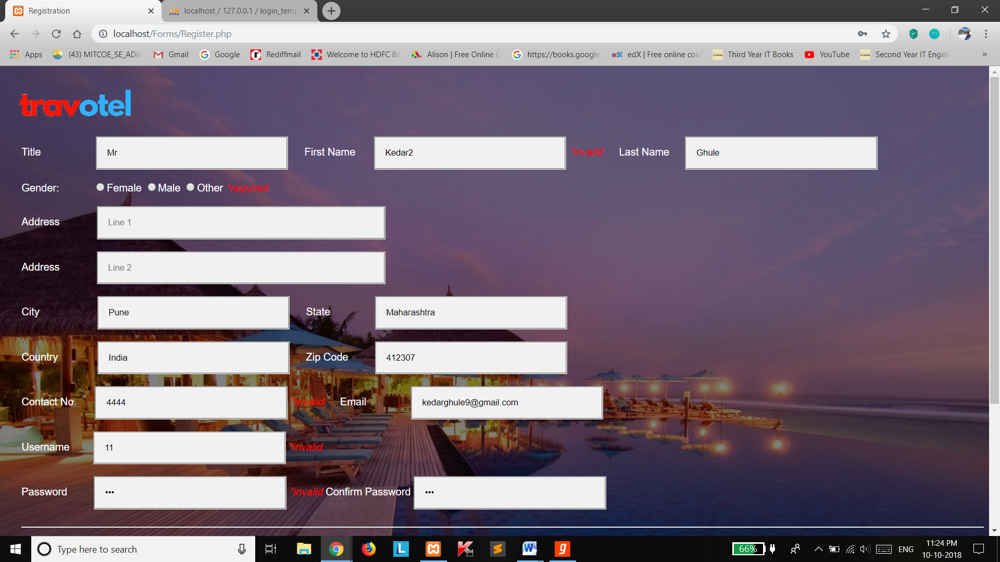 Registration
localhost / 127.0.0.1 / login_temp
localhost/Forms/Register.php
Apps (43) MITCOE_SE_ADiv Gmail Google Rediffmail Welcome to HDFC Ba Alison | Free Online C https://books.google. edX | Free online cou Third Year IT Books YouTube Second Year IT Engin »
travotel
Title Mr First Name Kedar2 *invalid Last Name Ghule
Gender: Female Male Other *required
Address Line 1
Address Line 2
City Pune State Maharashtra
Country India Zip Code 412307
Contact No. 4444 *invalid Email kedarghule9@gmail.com
Username 11 *invalid
Password ••• *invalid Confirm Password •••
Type here to search
66%
ENG
11:24 PM
10-10-2018